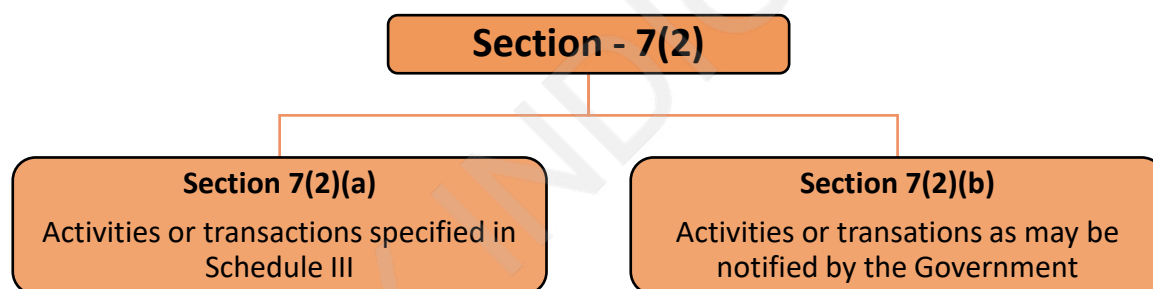 Section - 7(2)
Section 7(2)(a)
Activities or transactions specified in
Schedule III
Section 7(2)(b)
Activities or transations as may be
notified by the Government